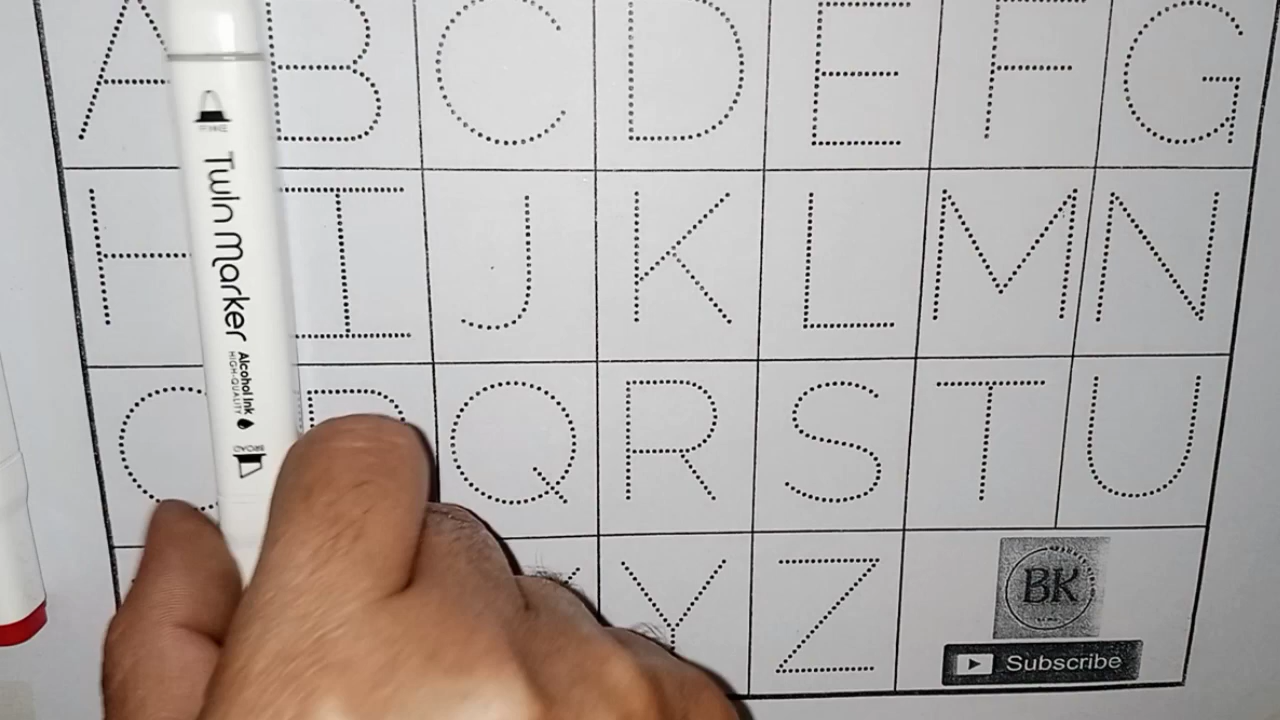 A B C D E F G
H I J K L M N
O P Q R S T U
Y Z
BK
Subscribe
FINE
Twin Marker
Alcohol Ink
HIGH-QUALITY
BROAD